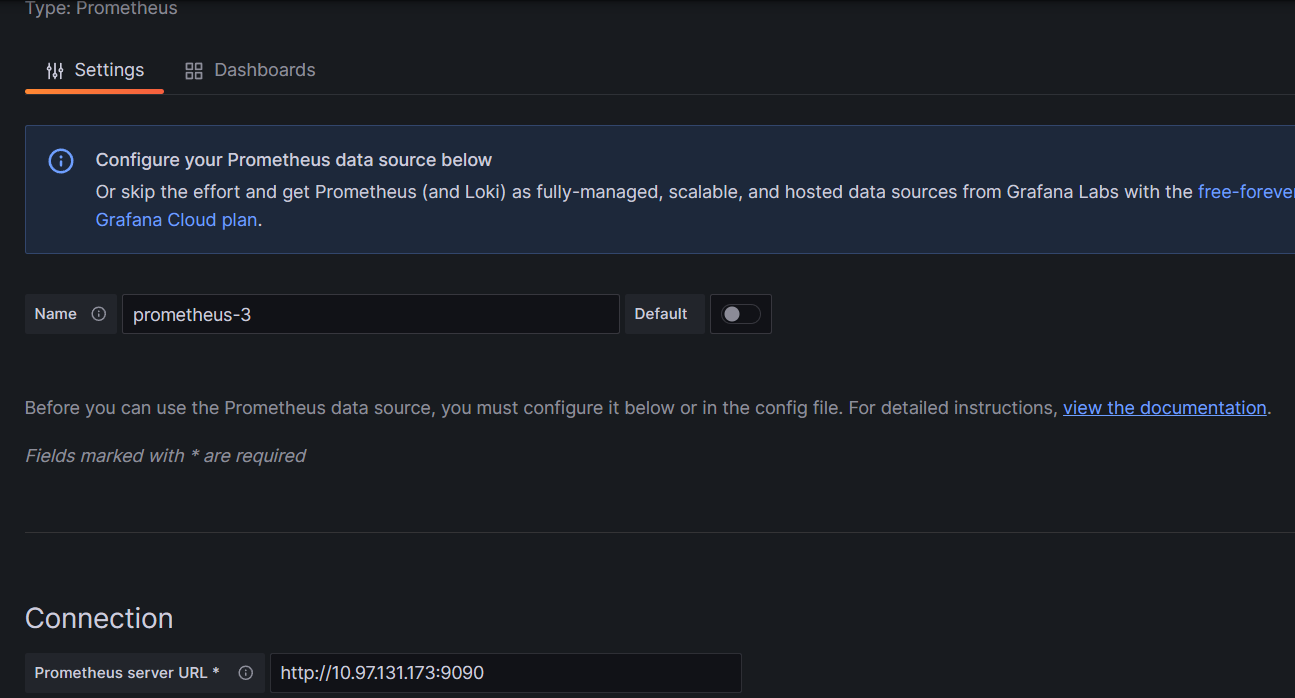 Type: Prometheus
Settings Dashboards
Configure your Prometheus data source below
Or skip the effort and get Prometheus (and Loki) as fully-managed, scalable, and hosted data sources from Grafana Labs with the free-forever
Grafana Cloud plan.
Name prometheus-3 Default
Before you can use the Prometheus data source, you must configure it below or in the config file. For detailed instructions, view the documentation.
Fields marked with * are required
Connection
Prometheus server URL * http://10.97.131.173:9090